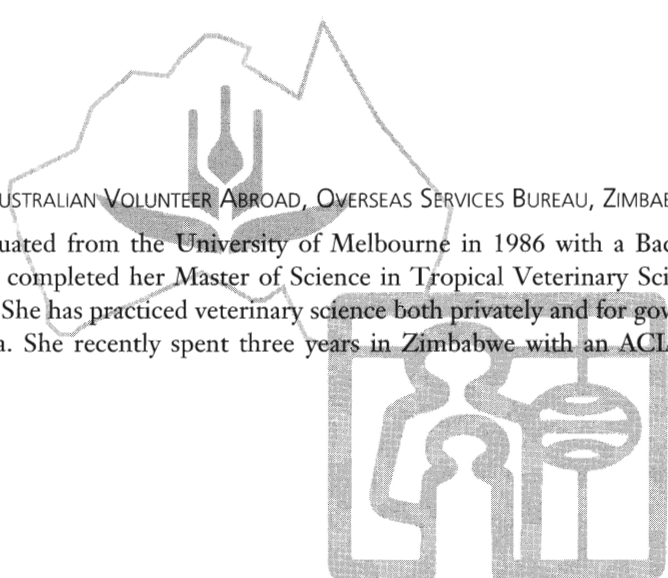 USTRALIAN VOLUNTEER ABROAD, OVERSEAS SERVICES BUREAU, ZIMBAB
uated from the University of Melbourne in 1986 with a Bac
completed her Master of Science in Tropical Veterinary Sci
She has practiced veterinary science both privately and for gov
a. She recently spent three years in Zimbabwe with an ACL